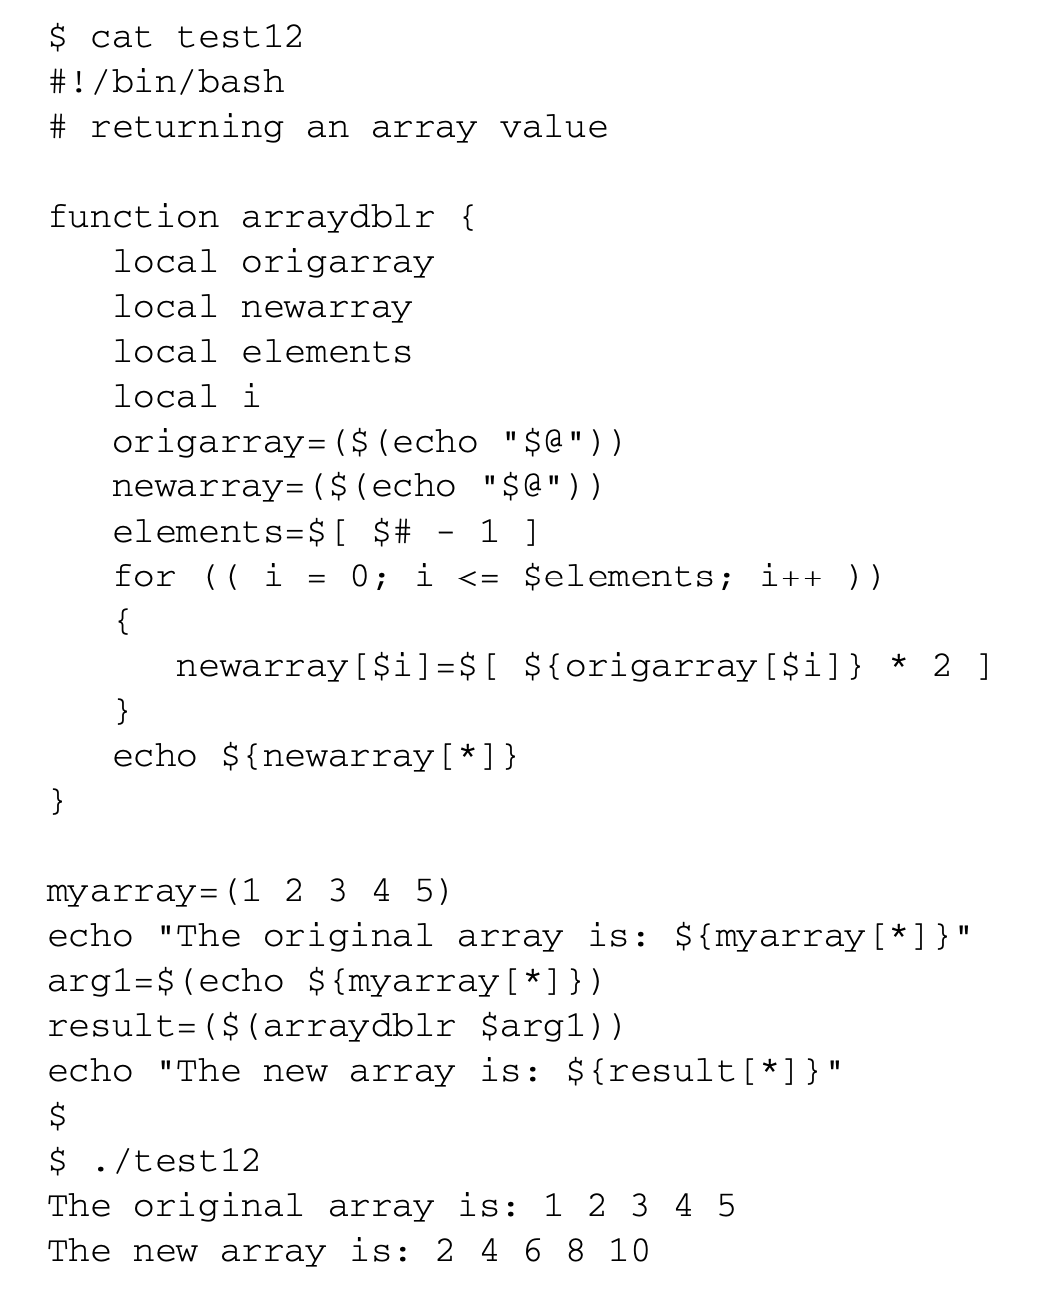 $ cat test12
#!/bin/bash
# returning an array value

function arraydblr {
   local origarray
   local newarray
   local elements
   local i
   origarray=($(echo "$@"))
   newarray=($(echo "$@"))
   elements=$[ $# - 1 ]
   for (( i = 0; i <= $elements; i++ ))
   {
      newarray[$i]=$[ ${origarray[$i]} * 2 ]
   }
   echo ${newarray[*]}
}

myarray=(1 2 3 4 5)
echo "The original array is: ${myarray[*]}"
arg1=$(echo ${myarray[*]})
result=($(arraydblr $arg1))
echo "The new array is: ${result[*]}"
$
$ ./test12
The original array is: 1 2 3 4 5
The new array is: 2 4 6 8 10